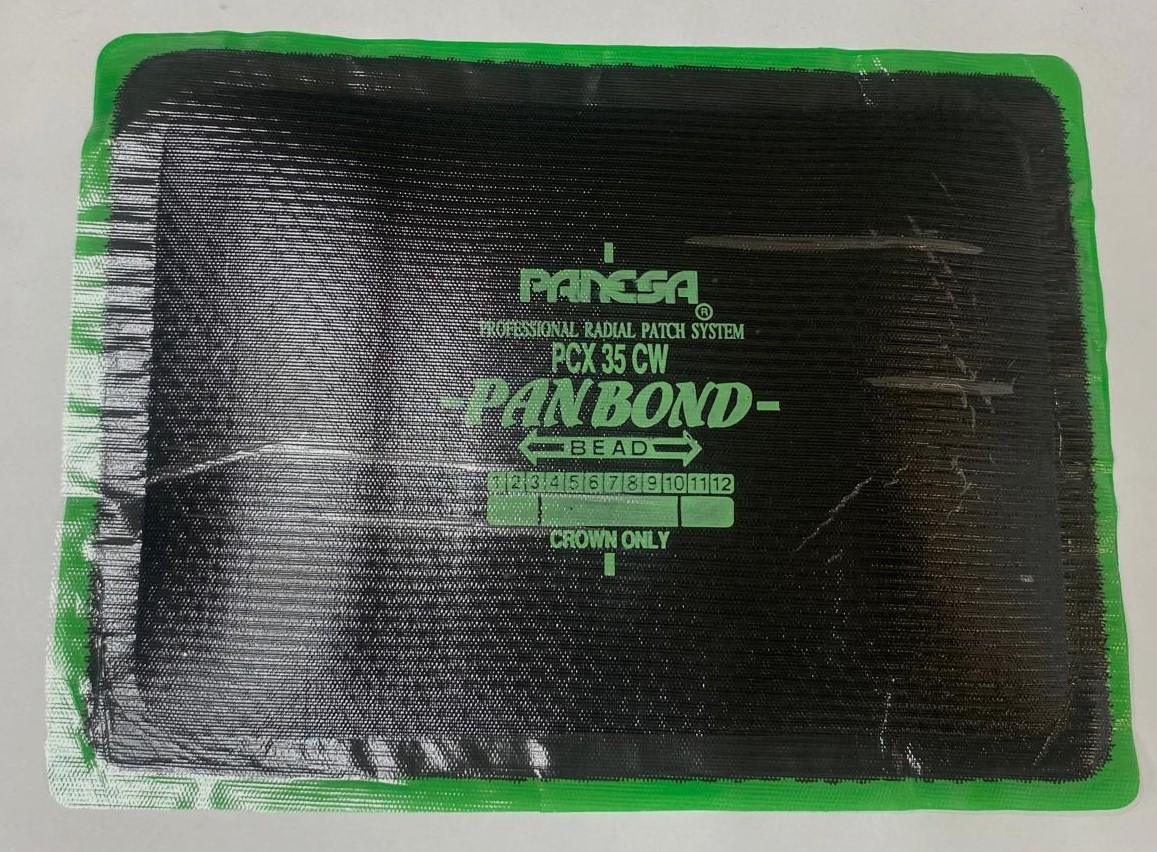 PANESA ®
PROFESSIONAL RADIAL PATCH SYSTEM
PCX 35 CW
-PAN BOND-
BEAD
1 2 3 4 5 6 7 8 9 10 11 12
CROWN ONLY